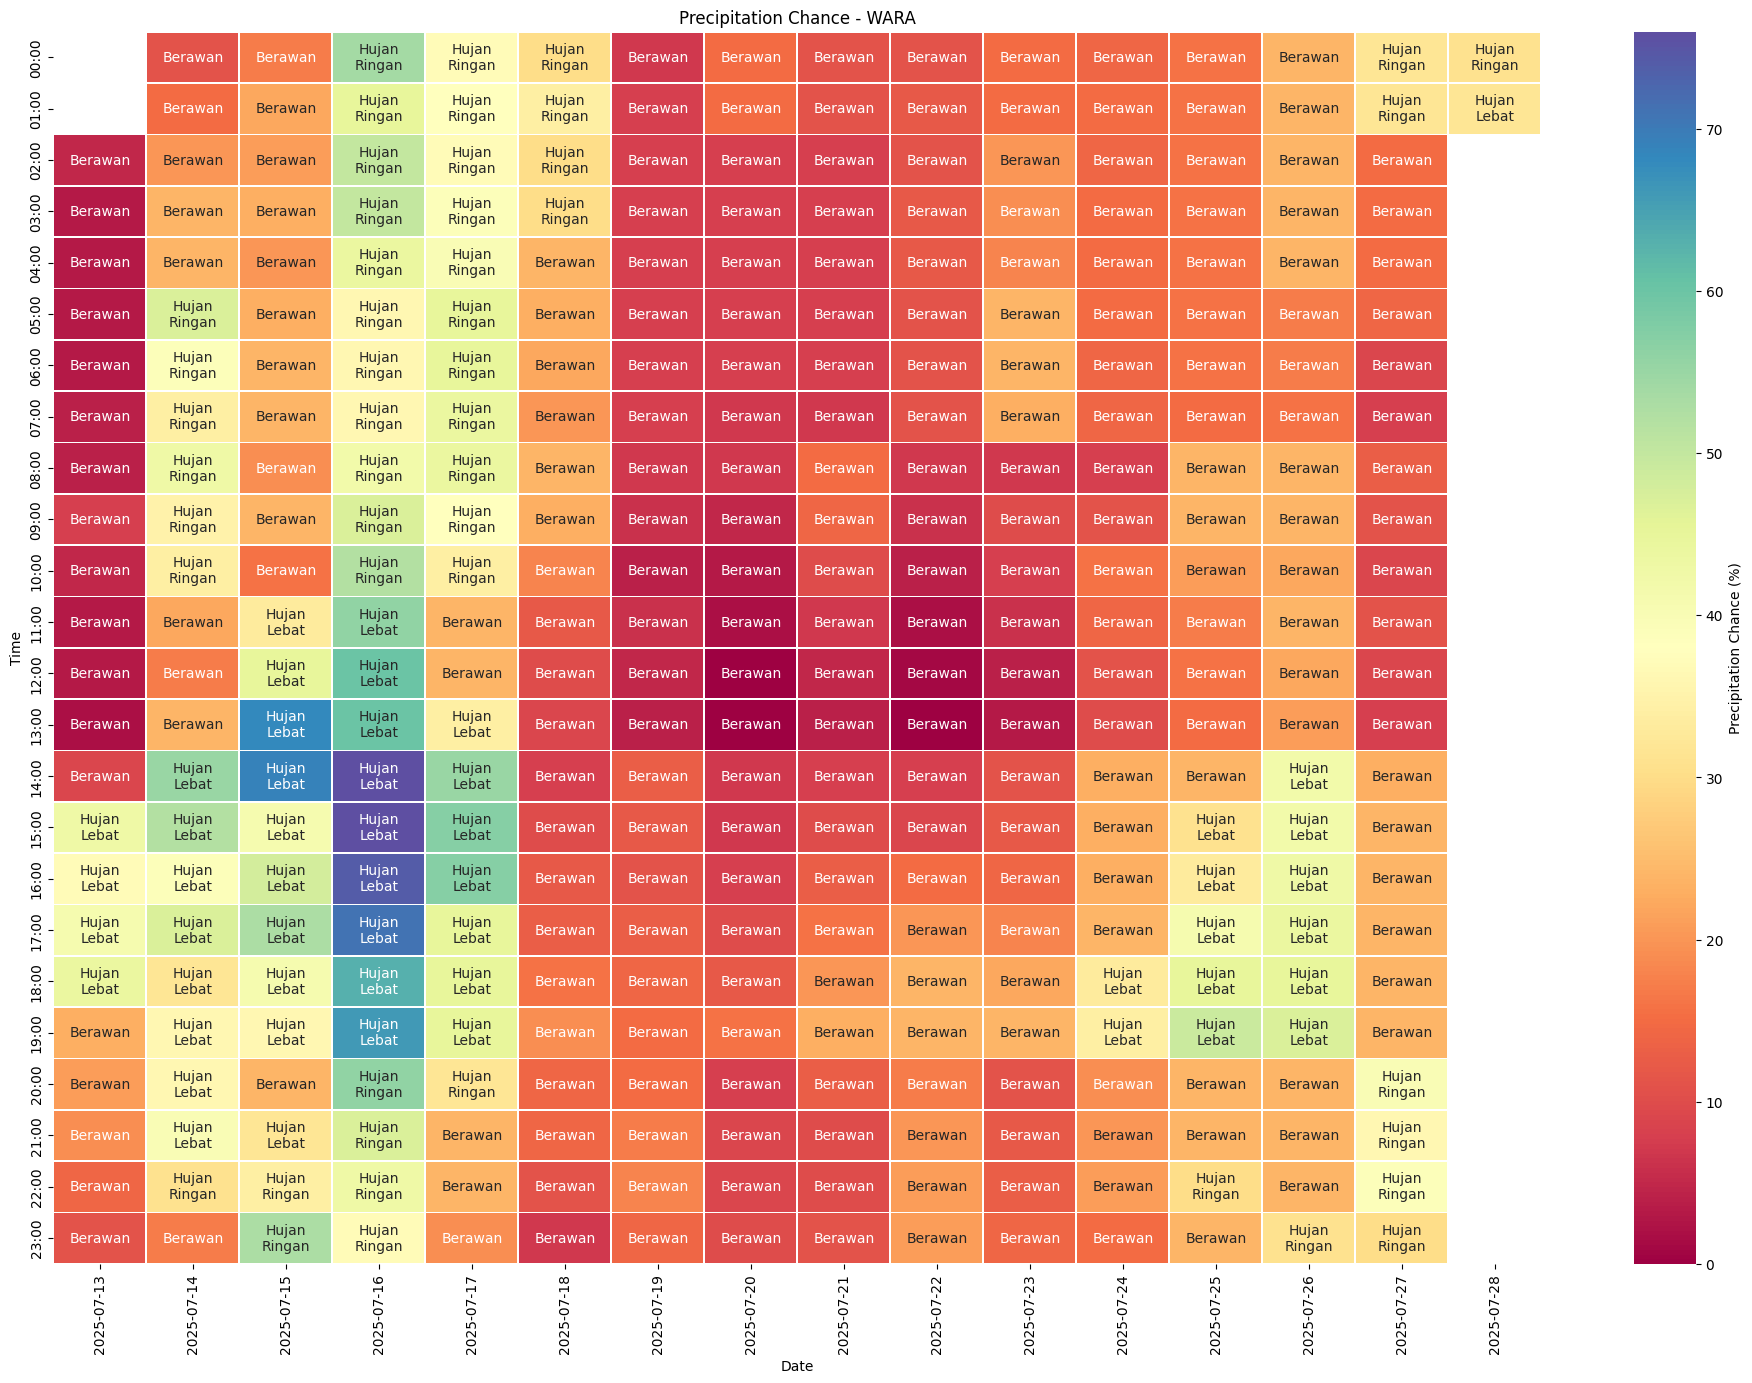 Precipitation Chance - WARA
00:00 Berawan Berawan Hujan Ringan Hujan Ringan Hujan Ringan Berawan Berawan Berawan Berawan Berawan Berawan Berawan Berawan Hujan Ringan Hujan Ringan
01:00 Berawan Berawan Hujan Ringan Hujan Ringan Hujan Ringan Berawan Berawan Berawan Berawan Berawan Berawan Berawan Berawan Hujan Ringan Hujan Lebat
02:00 Berawan Berawan Berawan Hujan Ringan Hujan Ringan Hujan Ringan Berawan Berawan Berawan Berawan Berawan Berawan Berawan Berawan Berawan
03:00 Berawan Berawan Berawan Hujan Ringan Hujan Ringan Hujan Ringan Berawan Berawan Berawan Berawan Berawan Berawan Berawan Berawan Berawan
04:00 Berawan Berawan Berawan Hujan Ringan Hujan Ringan Berawan Berawan Berawan Berawan Berawan Berawan Berawan Berawan Berawan Berawan
05:00 Berawan Hujan Ringan Berawan Hujan Ringan Hujan Ringan Berawan Berawan Berawan Berawan Berawan Berawan Berawan Berawan Berawan Berawan
06:00 Berawan Hujan Ringan Berawan Hujan Ringan Hujan Ringan Berawan Berawan Berawan Berawan Berawan Berawan Berawan Berawan Berawan Berawan
07:00 Berawan Hujan Ringan Berawan Hujan Ringan Hujan Ringan Berawan Berawan Berawan Berawan Berawan Berawan Berawan Berawan Berawan Berawan
08:00 Berawan Hujan Ringan Berawan Hujan Ringan Hujan Ringan Berawan Berawan Berawan Berawan Berawan Berawan Berawan Berawan Berawan Berawan
09:00 Berawan Hujan Ringan Berawan Hujan Ringan Hujan Ringan Berawan Berawan Berawan Berawan Berawan Berawan Berawan Berawan Berawan Berawan
10:00 Berawan Hujan Ringan Berawan Hujan Ringan Hujan Ringan Berawan Berawan Berawan Berawan Berawan Berawan Berawan Berawan Berawan Berawan
11:00 Berawan Berawan Hujan Lebat Hujan Lebat Berawan Berawan Berawan Berawan Berawan Berawan Berawan Berawan Berawan Berawan Berawan
12:00 Berawan Berawan Hujan Lebat Hujan Lebat Berawan Berawan Berawan Berawan Berawan Berawan Berawan Berawan Berawan Berawan Berawan
13:00 Berawan Berawan Hujan Lebat Hujan Lebat Hujan Lebat Berawan Berawan Berawan Berawan Berawan Berawan Berawan Berawan Berawan Berawan
14:00 Berawan Hujan Lebat Hujan Lebat Hujan Lebat Hujan Lebat Berawan Berawan Berawan Berawan Berawan Berawan Berawan Berawan Hujan Lebat Berawan
15:00 Hujan Lebat Hujan Lebat Hujan Lebat Hujan Lebat Hujan Lebat Berawan Berawan Berawan Berawan Berawan Berawan Berawan Hujan Lebat Hujan Lebat Berawan
16:00 Hujan Lebat Hujan Lebat Hujan Lebat Hujan Lebat Hujan Lebat Berawan Berawan Berawan Berawan Berawan Berawan Berawan Hujan Lebat Hujan Lebat Berawan
17:00 Hujan Lebat Hujan Lebat Hujan Lebat Hujan Lebat Hujan Lebat Berawan Berawan Berawan Berawan Berawan Berawan Berawan Hujan Lebat Hujan Lebat Berawan
18:00 Hujan Lebat Hujan Lebat Hujan Lebat Hujan Lebat Hujan Lebat Berawan Berawan Berawan Berawan Berawan Berawan Hujan Lebat Hujan Lebat Hujan Lebat Berawan
19:00 Berawan Hujan Lebat Hujan Lebat Hujan Lebat Hujan Lebat Berawan Berawan Berawan Berawan Berawan Berawan Hujan Lebat Hujan Lebat Hujan Lebat Berawan
20:00 Berawan Hujan Lebat Berawan Hujan Ringan Hujan Ringan Berawan Berawan Berawan Berawan Berawan Berawan Berawan Berawan Berawan Hujan Ringan
21:00 Berawan Hujan Lebat Hujan Lebat Hujan Ringan Berawan Berawan Berawan Berawan Berawan Berawan Berawan Berawan Berawan Berawan Hujan Ringan
22:00 Berawan Hujan Ringan Hujan Ringan Hujan Ringan Berawan Berawan Berawan Berawan Berawan Berawan Berawan Berawan Hujan Ringan Berawan Hujan Ringan
23:00 Berawan Berawan Hujan Ringan Hujan Ringan Berawan Berawan Berawan Berawan Berawan Berawan Berawan Berawan Berawan Hujan Ringan Hujan Ringan
Time
2025-07-13 2025-07-14 2025-07-15 2025-07-16 2025-07-17 2025-07-18 2025-07-19 2025-07-20 2025-07-21 2025-07-22 2025-07-23 2025-07-24 2025-07-25 2025-07-26 2025-07-27 2025-07-28
Date
70
60
50
40
30
20
10
0
Precipitation Chance (%)